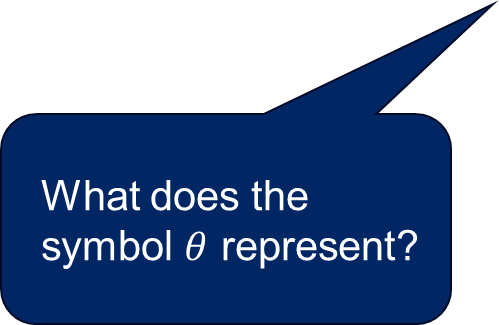 What does the
symbol θ represent?